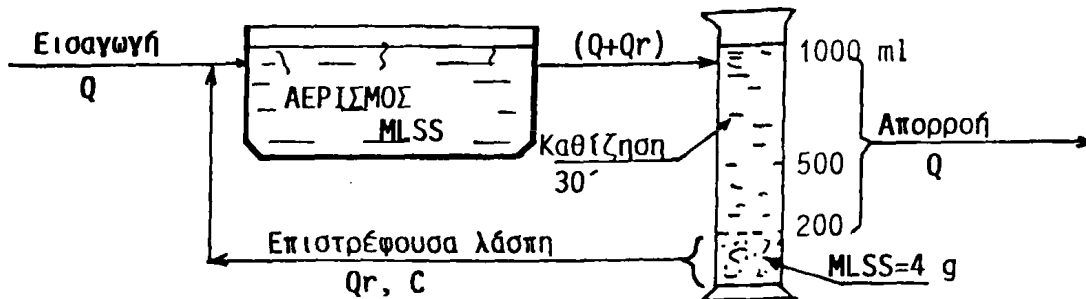 Εισαγωγή
Q
ΑΕΡΙΣΜΟΣ
MLSS
(Q+Qr)
Καθίζηση
30´
1000 ml
500
200
Απορροή
Q
MLSS=4 g
Επιστρέφουσα λάσπη
Qr, C